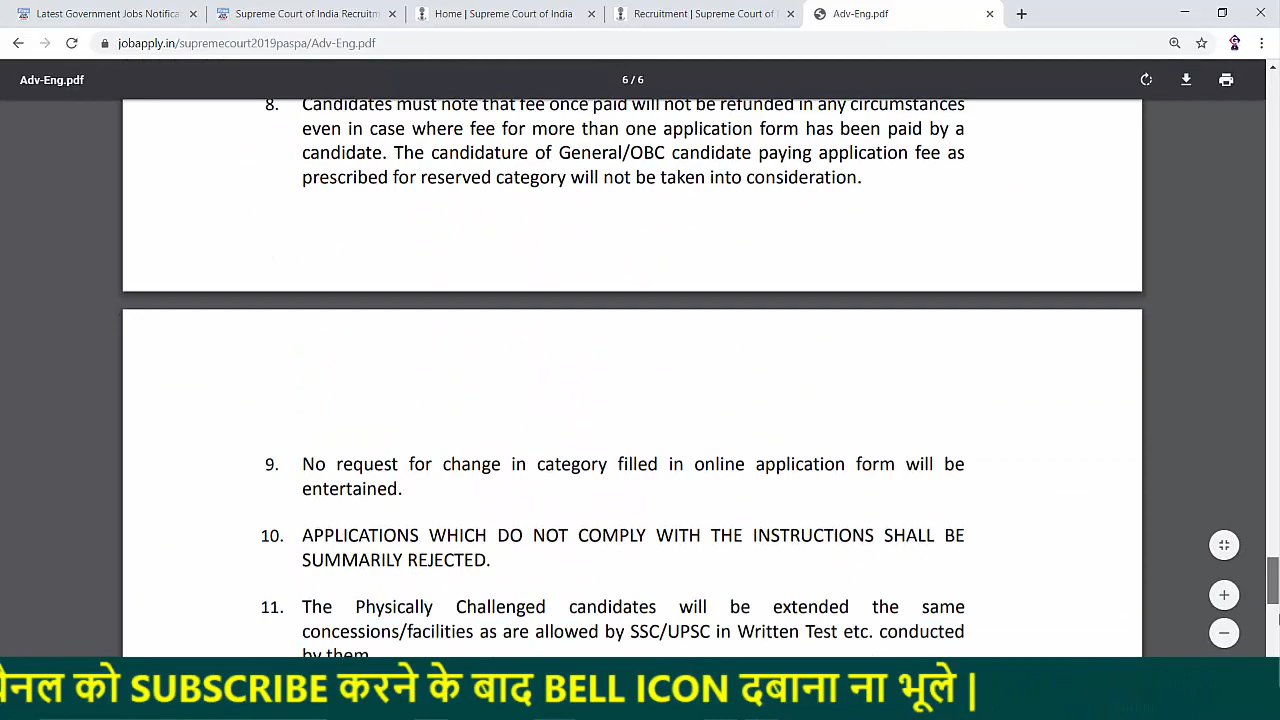 Latest Government Jobs Notifica
Supreme Court of India Recruitm
Home | Supreme Court of India
Recruitment | Supreme Court of
Adv-Eng.pdf
jobapply.in/supremecourt2019paspa/Adv-Eng.pdf
Adv-Eng.pdf
6 / 6
8. Candidates must note that fee once paid will not be refunded in any circumstances
even in case where fee for more than one application form has been paid by a
candidate. The candidature of General/OBC candidate paying application fee as
prescribed for reserved category will not be taken into consideration.
9. No request for change in category filled in online application form will be
entertained.
10. APPLICATIONS WHICH DO NOT COMPLY WITH THE INSTRUCTIONS SHALL BE
SUMMARILY REJECTED.
11. The Physically Challenged candidates will be extended the same
concessions/facilities as are allowed by SSC/UPSC in Written Test etc. conducted
by them.
को SUBSCRIBE करने के बाद BELL ICON दबाना ना भूले |